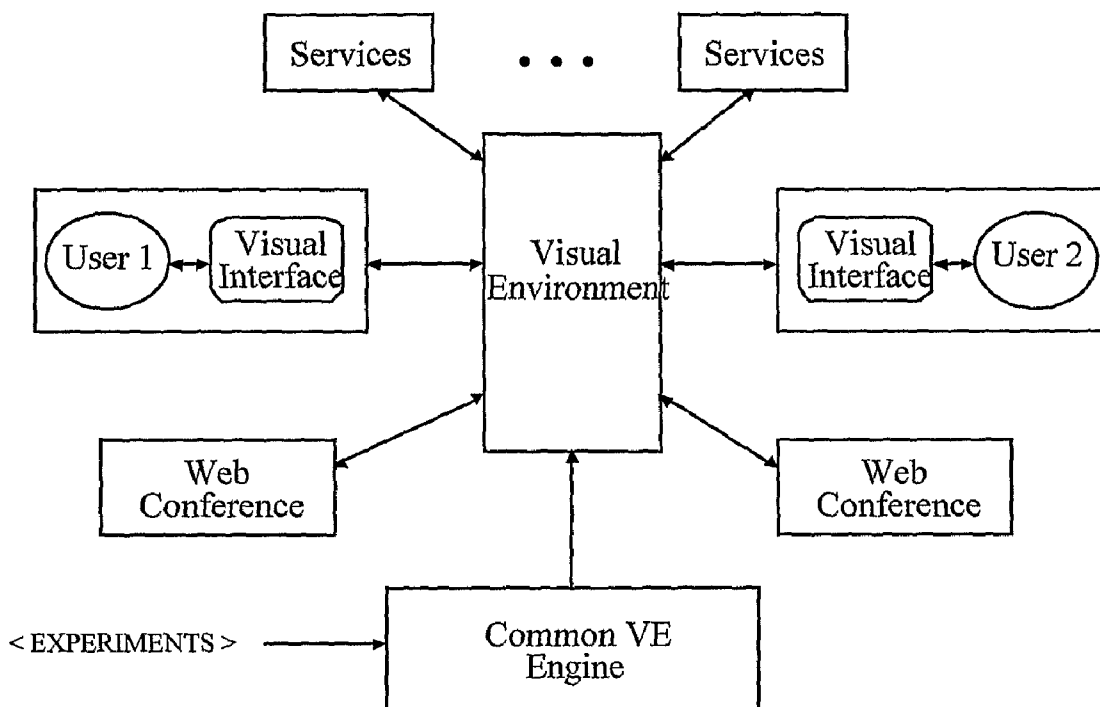 Services
Services
User 1
Visual
Interface
Visual
Environment
Visual
Interface
User 2
Web
Conference
Web
Conference
< EXPERIMENTS >
Common VE
Engine